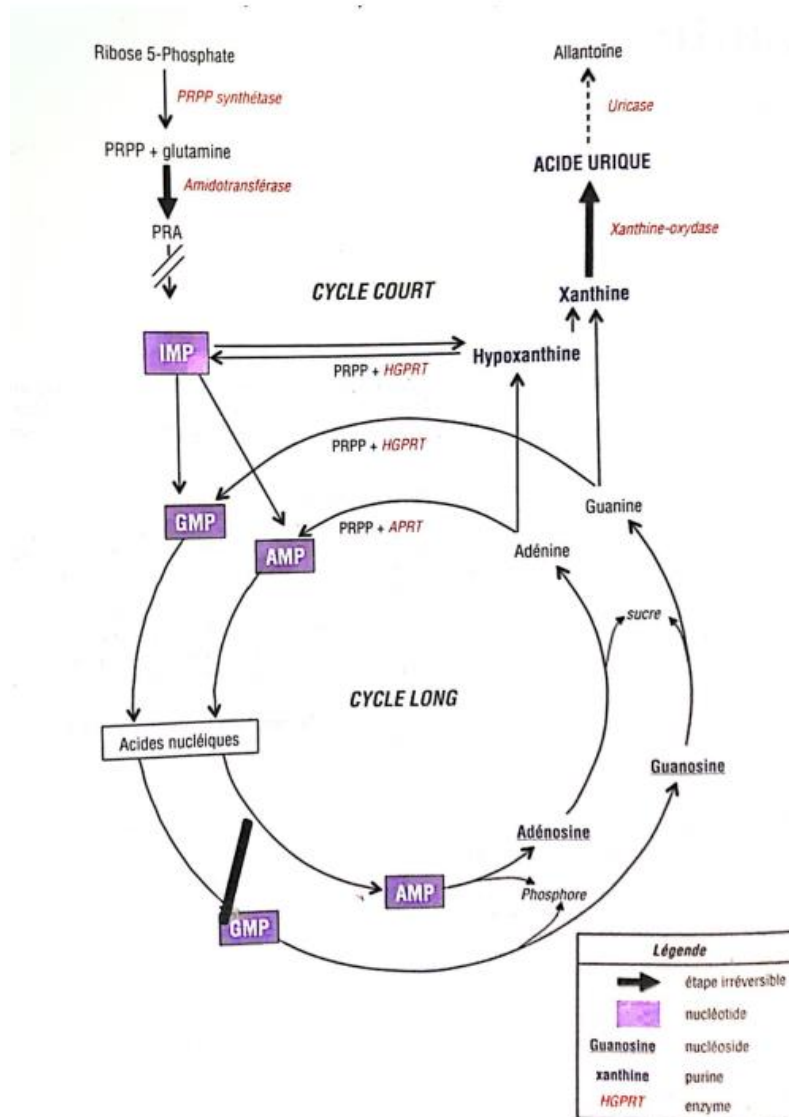 Ribose 5-Phosphate
PRPP synthétase
PRPP + glutamine
Amidotransférase
PRA
Allantoïne
Uricase
ACIDE URIQUE
Xanthine-oxydase
Xanthine
CYCLE COURT
IMP
Hypoxanthine
PRPP + HGPRT
PRPP + HGPRT
Guanine
GMP
PRPP + APRT
AMP
Adénine
sucre
CYCLE LONG
Acides nucléiques
Guanosine
Adénosine
AMP
Phosphore
GMP
Légende
étape irréversible
nucléotide
Guanosine nucléoside
xanthine purine
HGPRT enzyme